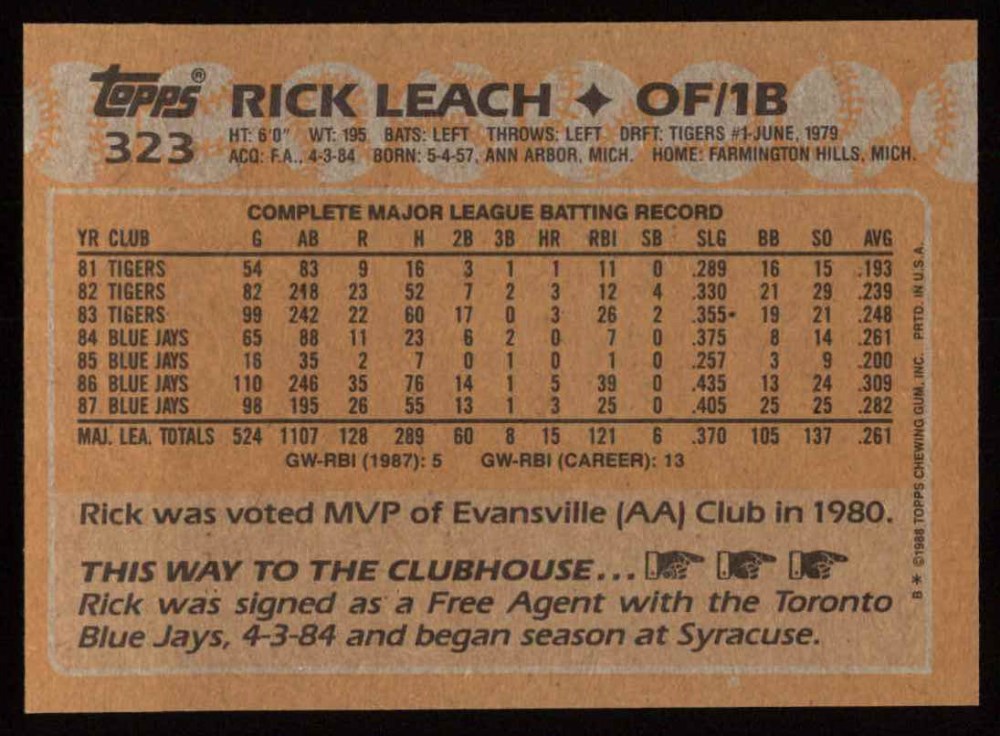 Topps® RICK LEACH ✦ OF/1B
323 HT: 6'0" WT: 195 BATS: LEFT THROWS: LEFT DRFT: TIGERS #1-JUNE, 1979
ACQ: F.A., 4-3-84 BORN: 5-4-57, ANN ARBOR, MICH. HOME: FARMINGTON HILLS, MICH.
COMPLETE MAJOR LEAGUE BATTING RECORD
YR CLUB G AB R H 2B 3B HR RBI SB SLG BB SO AVG
81 TIGERS 54 83 9 16 3 1 1 11 0 .289 16 15 .193
82 TIGERS 82 218 23 52 7 2 3 12 4 .330 21 29 .239
83 TIGERS 99 242 22 60 17 0 3 26 2 .355 19 21 .248
84 BLUE JAYS 65 88 11 23 6 2 0 7 0 .375 8 14 .261
85 BLUE JAYS 16 35 2 7 0 1 0 1 0 .257 3 9 .200
86 BLUE JAYS 110 246 35 76 14 1 5 39 0 .435 13 24 .309
87 BLUE JAYS 98 195 26 55 13 1 3 25 0 .405 25 25 .282
MAJ. LEA. TOTALS 524 1107 128 289 60 8 15 121 6 .370 105 137 .261
GW-RBI (1987): 5 GW-RBI (CAREER): 13
Rick was voted MVP of Evansville (AA) Club in 1980.
THIS WAY TO THE CLUBHOUSE...
Rick was signed as a Free Agent with the Toronto
Blue Jays, 4-3-84 and began season at Syracuse.
B * ©1988 TOPPS CHEWING GUM, INC. PRTD. IN U.S.A.